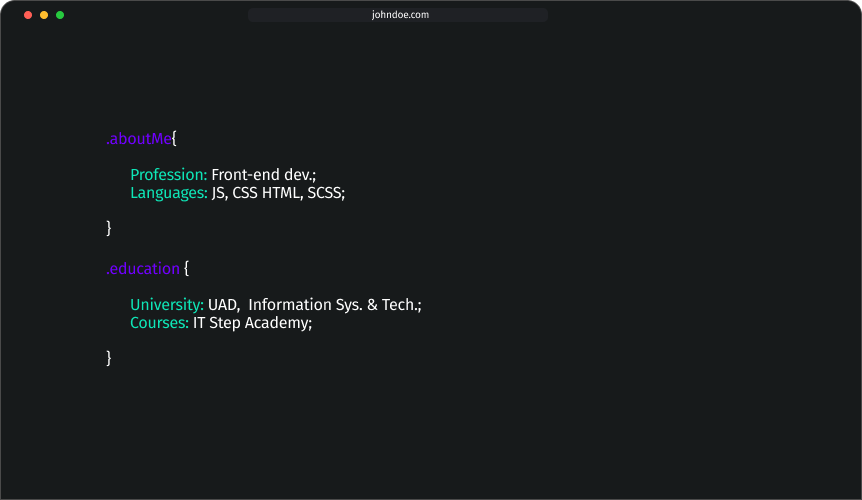 johndoe.com
.aboutMe{
Profession: Front-end dev.;
Languages: JS, CSS HTML, SCSS;
}
.education {
University: UAD,  Information Sys. & Tech.;
Courses: IT Step Academy;
}